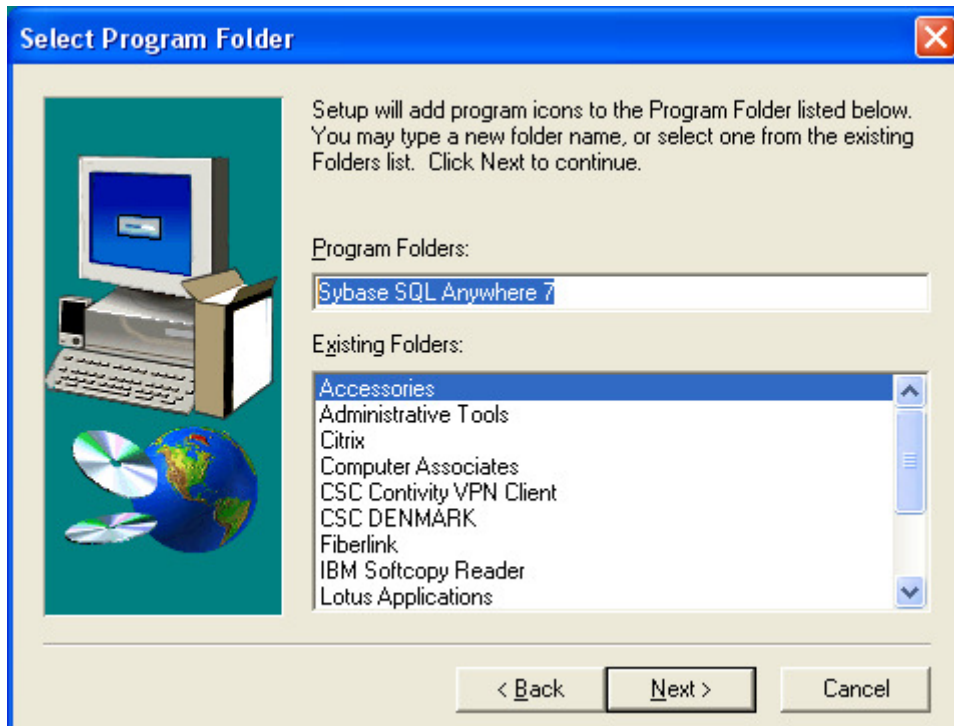 Select Program Folder
Setup will add program icons to the Program Folder listed below.
You may type a new folder name, or select one from the existing
Folders list.  Click Next to continue.
Program Folders:
Sybase SQL Anywhere 7
Existing Folders:
Accessories
Administrative Tools
Citrix
Computer Associates
CSC Contivity VPN Client
CSC DENMARK
Fiberlink
IBM Softcopy Reader
Lotus Applications
< Back
Next >
Cancel